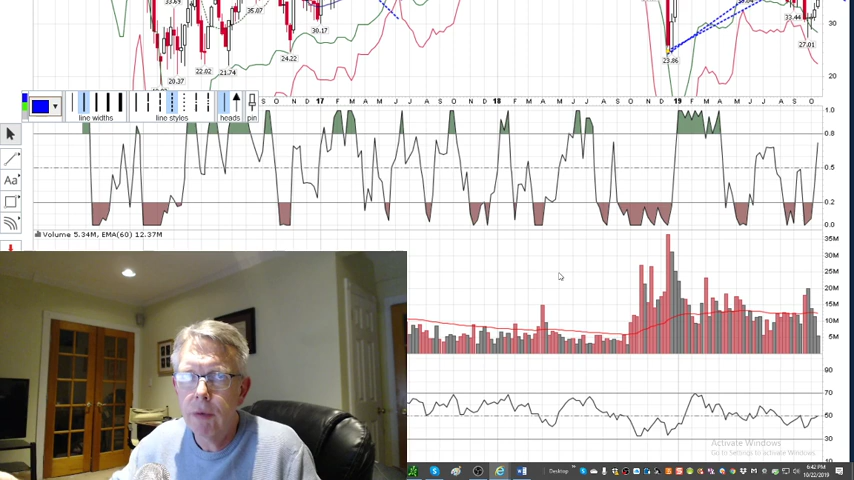 33.69
35.07
30.17
24.22
22.02
21.74
20.37
23.86
33.44
27.01
30
20
S O N D 17 F M A M J J A S O N D 18 F M A M J J A S O N D 19 F M A M J J A S O
line widths
line styles
heads
pin
Aa
1.0
0.8
0.5
0.2
0.0
Volume 5.34M, EMA(60) 12.37M
35M
30M
25M
20M
15M
10M
5M
90
70
50
30
10
Activate Windows
Go to Settings to activate Windows.
Desktop
6:42 PM
10/22/2019